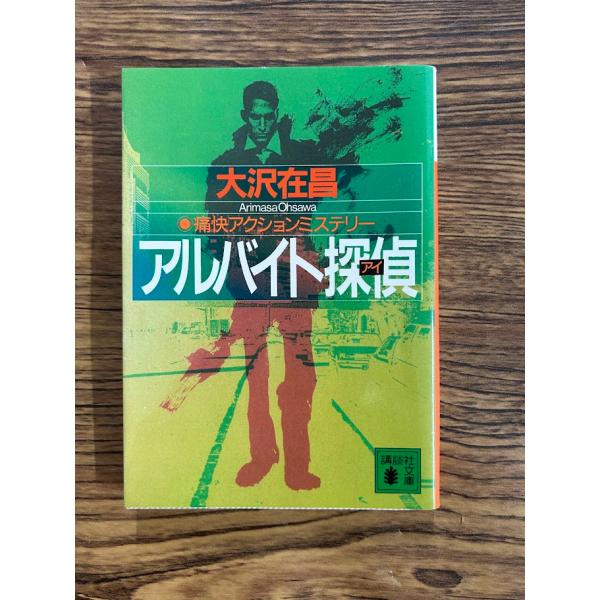 大沢在昌
Arimasa Ohsawa
●痛快アクションミステリー
アルバイト探偵
アイ
講談社
文庫